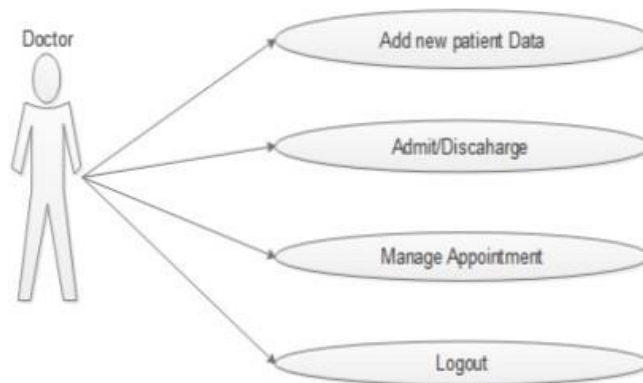 Doctor
Add new patient Data
Admit/Discaharge
Manage Appointment
Logout